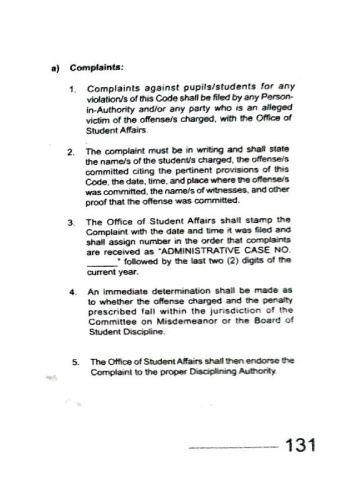 a) Complaints:
1. Complaints against pupils/students for any
violation/s of this Code shall be filed by any Person-
in-Authority and/or any party who is an alleged
victim of the offense/s charged, with the Office of
Student Affairs.
2. The complaint must be in writing and shall state
the name/s of the student/s charged, the offense/s
committed citing the pertinent provisions of this
Code, the date, time, and place where the offense/s
was committed, the name/s of witnesses, and other
proof that the offense was committed.
3. The Office of Student Affairs shall stamp the
Complaint with the date and time it was filed and
shall assign number in the order that complaints
are received as "ADMINISTRATIVE CASE NO.
______" followed by the last two (2) digits of the
current year.
4. An immediate determination shall be made as
to whether the offense charged and the penalty
prescribed fall within the jurisdiction of the
Committee on Misdemeanor or the Board of
Student Discipline.
5. The Office of Student Affairs shall then endorse the
Complaint to the proper Disciplining Authority.
131